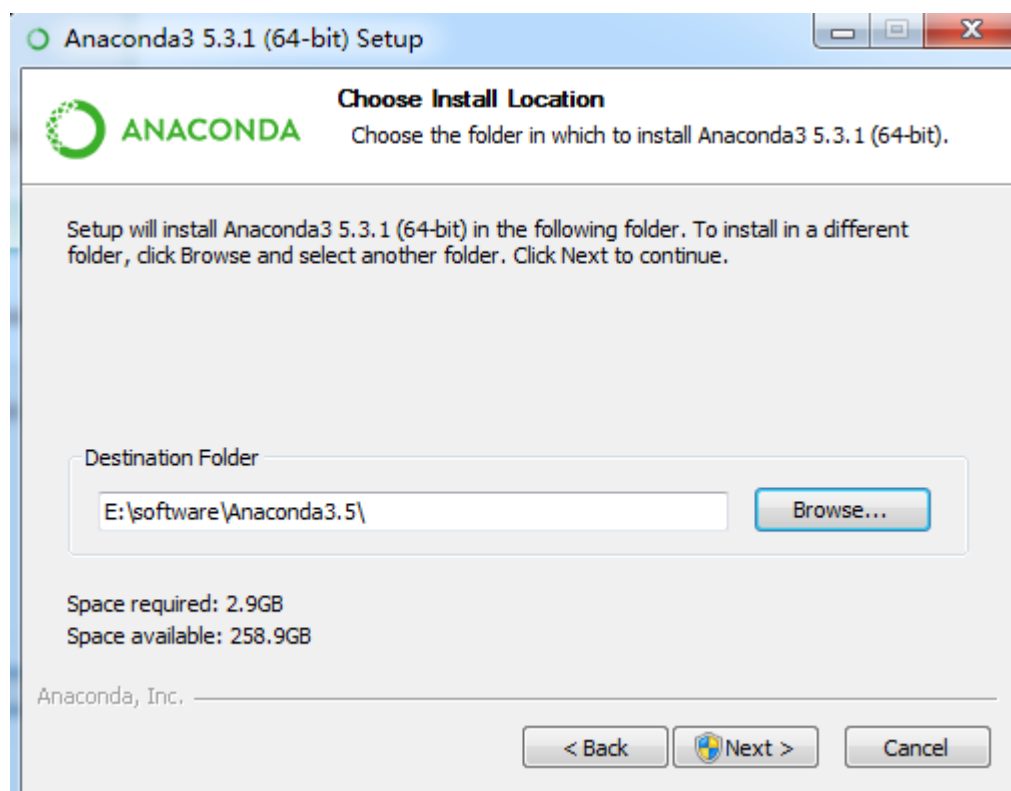 Anaconda3 5.3.1 (64-bit) Setup
ANACONDA
Choose Install Location
Choose the folder in which to install Anaconda3 5.3.1 (64-bit).
Setup will install Anaconda3 5.3.1 (64-bit) in the following folder. To install in a different
folder, click Browse and select another folder. Click Next to continue.
Destination Folder
E:\software\Anaconda3.5\
Browse...
Space required: 2.9GB
Space available: 258.9GB
Anaconda, Inc.
< Back
Next >
Cancel